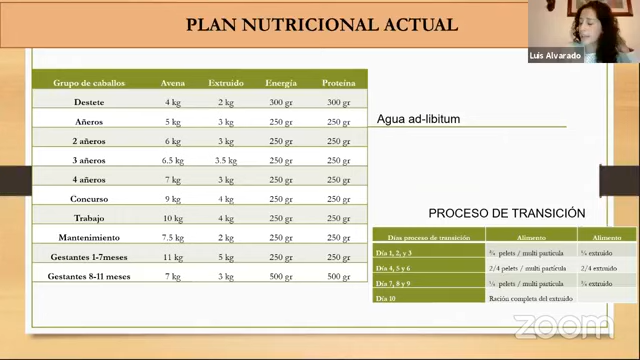 PLAN NUTRICIONAL ACTUAL
Luis Alvarado
Grupo de caballos Avena Extruido Energía Proteína
Destete 4 kg 2 kg 300 gr 300 gr
Añeros 5 kg 3 kg 250 gr 250 gr
2 añeros 6 kg 3 kg 250 gr 250 gr
3 añeros 6.5 kg 3.5 kg 250 gr 250 gr
4 añeros 7 kg 3 kg 250 gr 250 gr
Concurso 9 kg 4 kg 250 gr 250 gr
Trabajo 10 kg 4 kg 250 gr 250 gr
Mantenimiento 7.5 kg 2 kg 250 gr 250 gr
Gestantes 1-7meses 11 kg 5 kg 250 gr 250 gr
Gestantes 8-11 meses 7 kg 3 kg 500 gr 500 gr
Agua ad-libitum
PROCESO DE TRANSICIÓN
Días proceso de transición Alimento Alimento
Día 1, 2, y 3 pelets / multi partícula extruido
Día 4, 5 y 6 2/4 pelets / multi partícula 2/4 extruido
Día 7, 8 y 9 pelets / multi partícula extruido
Día 10 Ración completa del extruido
zoom